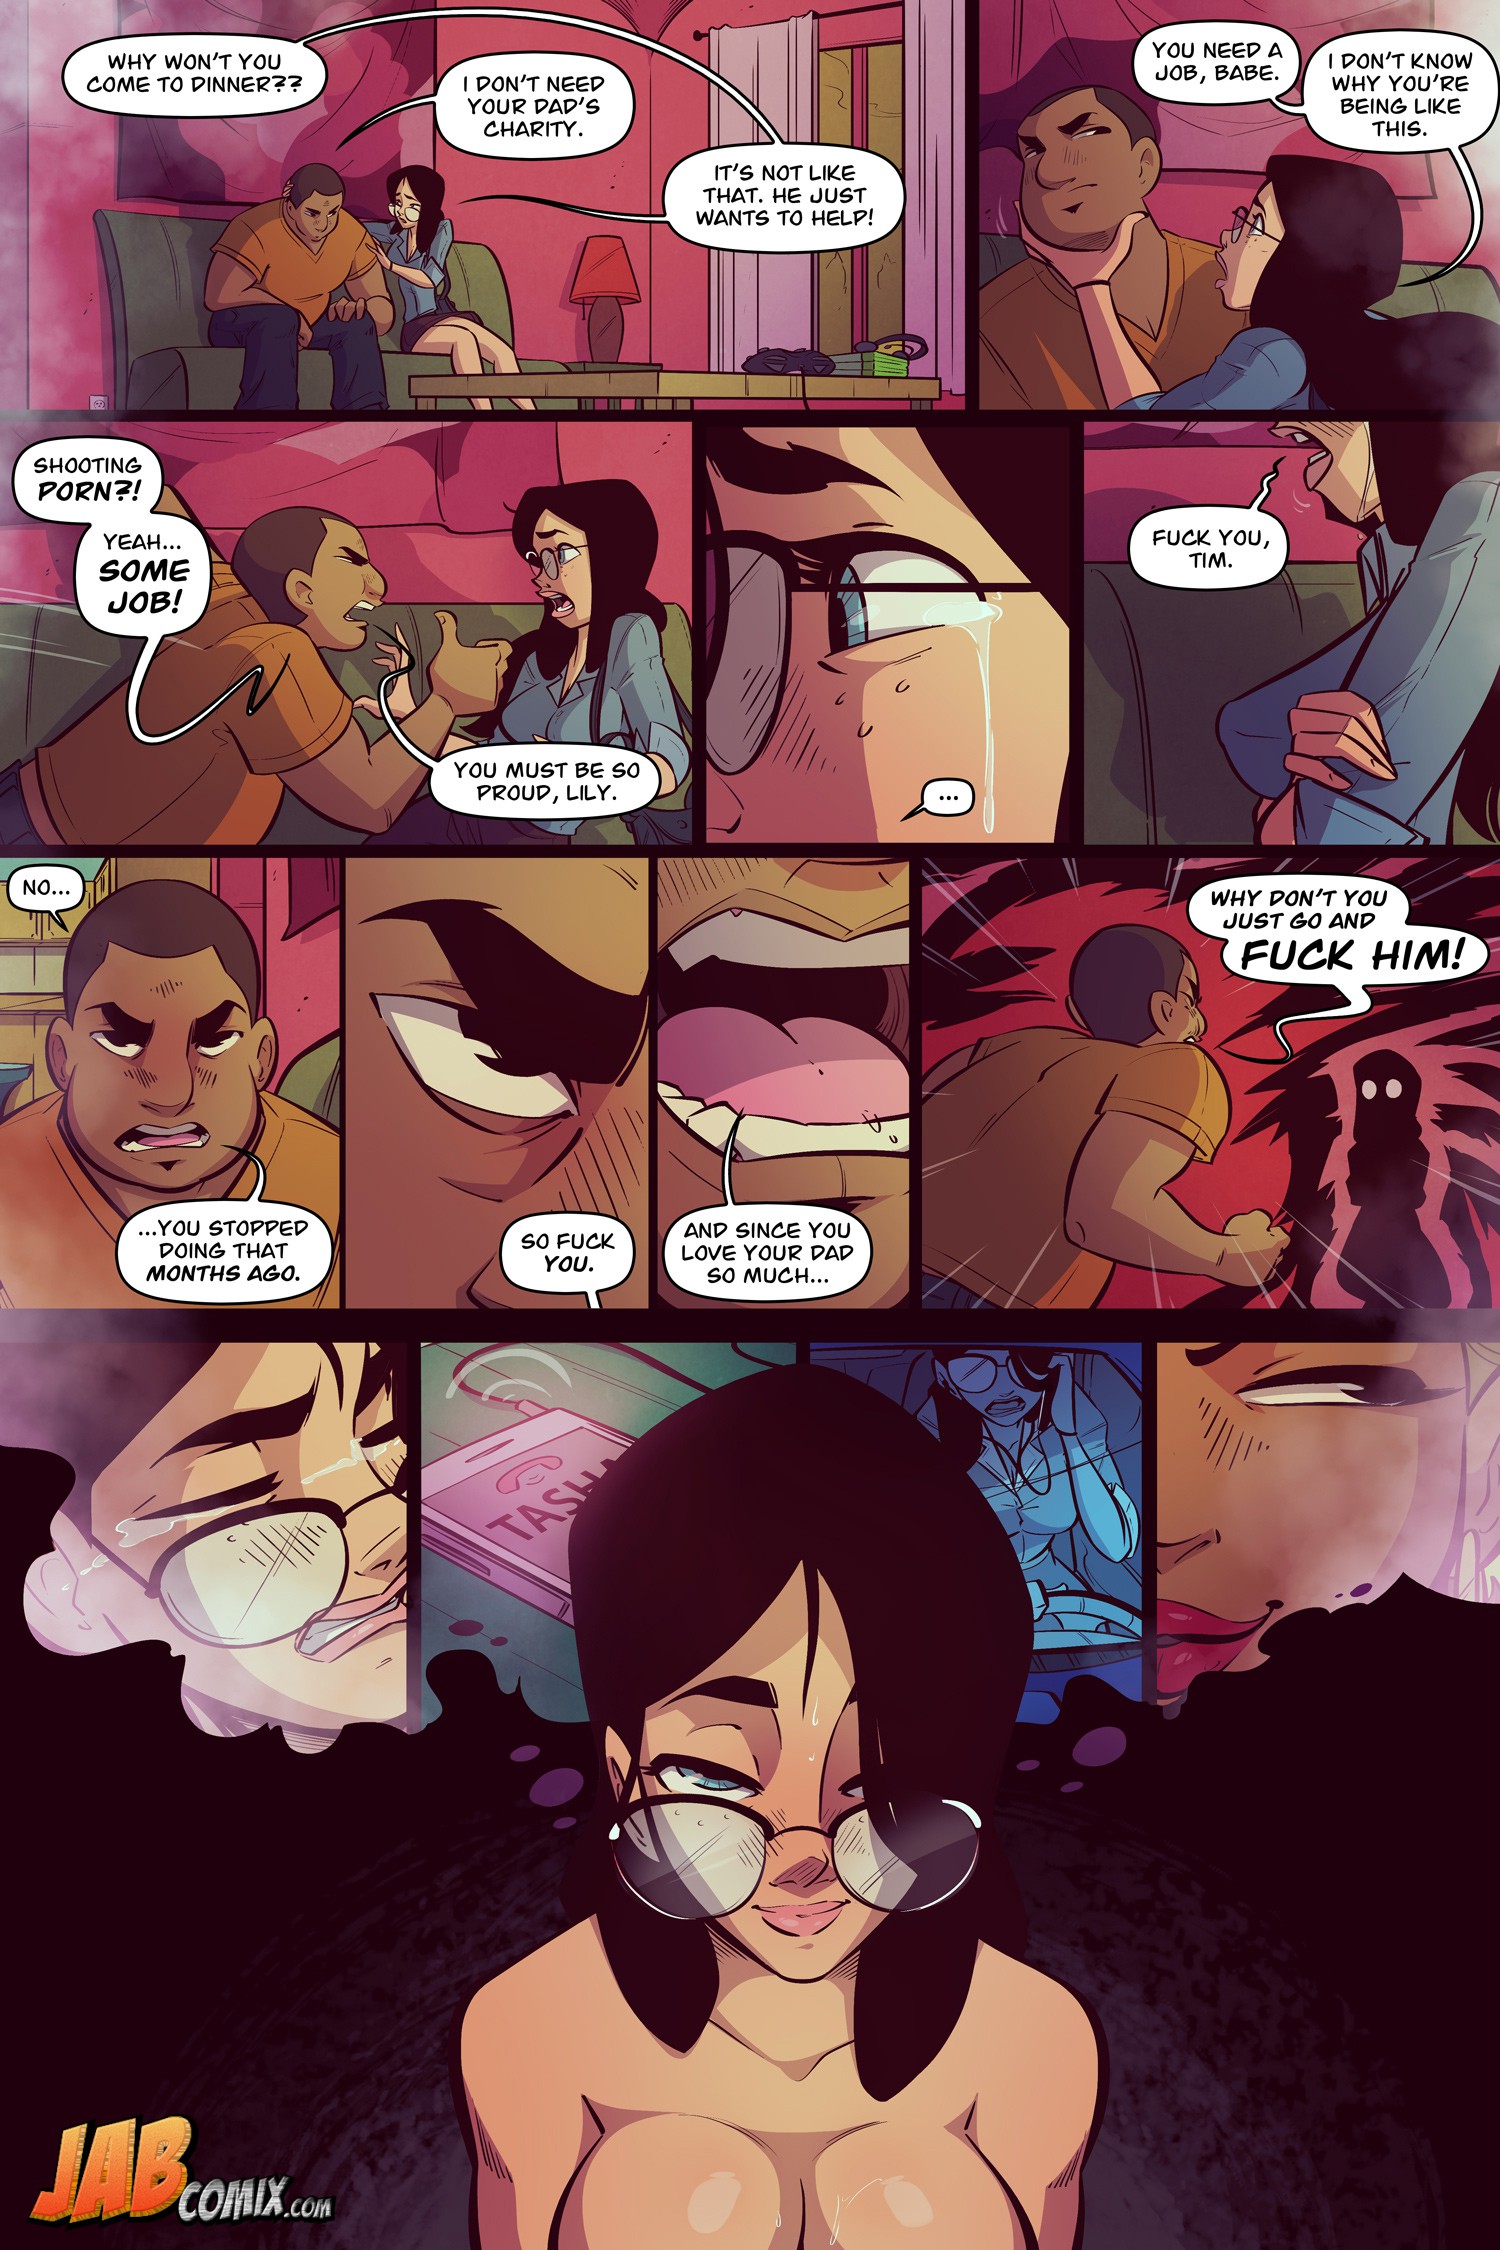 WHY WON'T YOU
COME TO DINNER??
I DON'T NEED
YOUR DAD'S
CHARITY.
IT'S NOT LIKE
THAT. HE JUST
WANTS TO HELP!
YOU NEED A
JOB, BABE.
I DON'T KNOW
WHY YOU'RE
BEING LIKE
THIS.
SHOOTING
PORN?!
YEAH...
SOME
JOB!
YOU MUST BE SO
PROUD, LILY.
...
FUCK YOU,
TIM.
NO...
...YOU STOPPED
DOING THAT
MONTHS AGO.
SO FUCK
YOU.
AND SINCE YOU
LOVE YOUR DAD
SO MUCH...
WHY DON'T YOU
JUST GO AND
FUCK HIM!
TASHA
JABCOMIX.COM